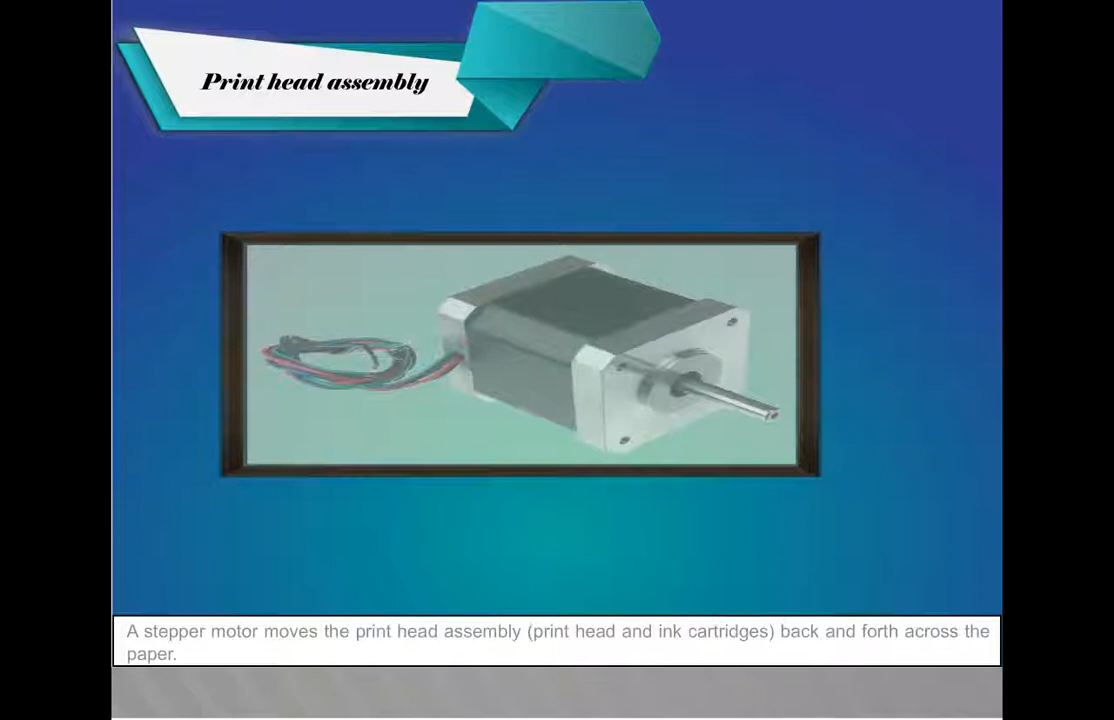 Print head assembly
A stepper motor moves the print head assembly (print head and ink cartridges) back and forth across the
paper.